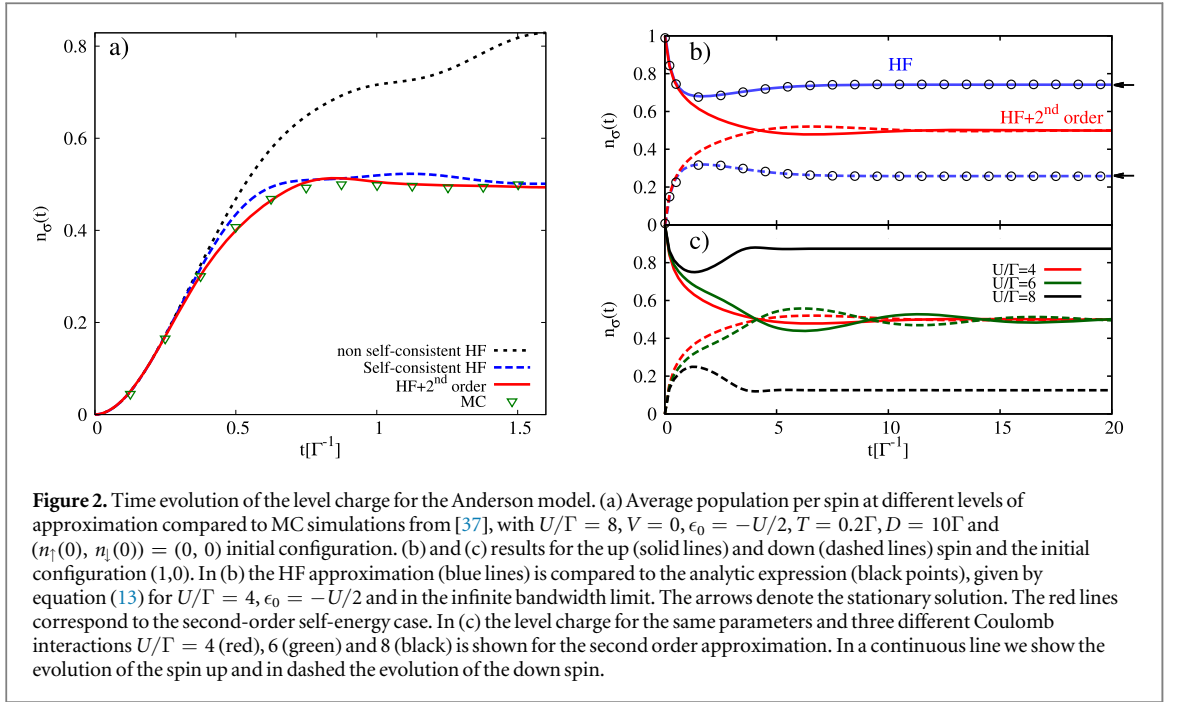 a)
0.8
0.6
0.4
0.2
0
n_σ(t)
non self-consistent HF
Self-consistent HF
HF+2^nd order
MC
0 0.5 1 1.5
t[Γ^-1]
b)
1
0.8
0.6
0.4
0.2
0
n_σ(t)
HF
HF+2^nd order
c)
0.8
0.6
0.4
0.2
0
n_σ(t)
U/Γ=4
U/Γ=6
U/Γ=8
0 5 10 15 20
t[Γ^-1]
Figure 2. Time evolution of the level charge for the Anderson model. (a) Average population per spin at different levels of
approximation compared to MC simulations from [37], with U/Γ = 8, V = 0, ϵ₀ = −U/2, T = 0.2Γ, D = 10Γ and
(n↑(0), n↓(0)) = (0, 0) initial configuration. (b) and (c) results for the up (solid lines) and down (dashed lines) spin and the initial
configuration (1,0). In (b) the HF approximation (blue lines) is compared to the analytic expression (black points), given by
equation (13) for U/Γ = 4, ϵ₀ = −U/2 and in the infinite bandwidth limit. The arrows denote the stationary solution. The red lines
correspond to the second-order self-energy case. In (c) the level charge for the same parameters and three different Coulomb
interactions U/Γ = 4 (red), 6 (green) and 8 (black) is shown for the second order approximation. In a continuous line we show the
evolution of the spin up and in dashed the evolution of the down spin.